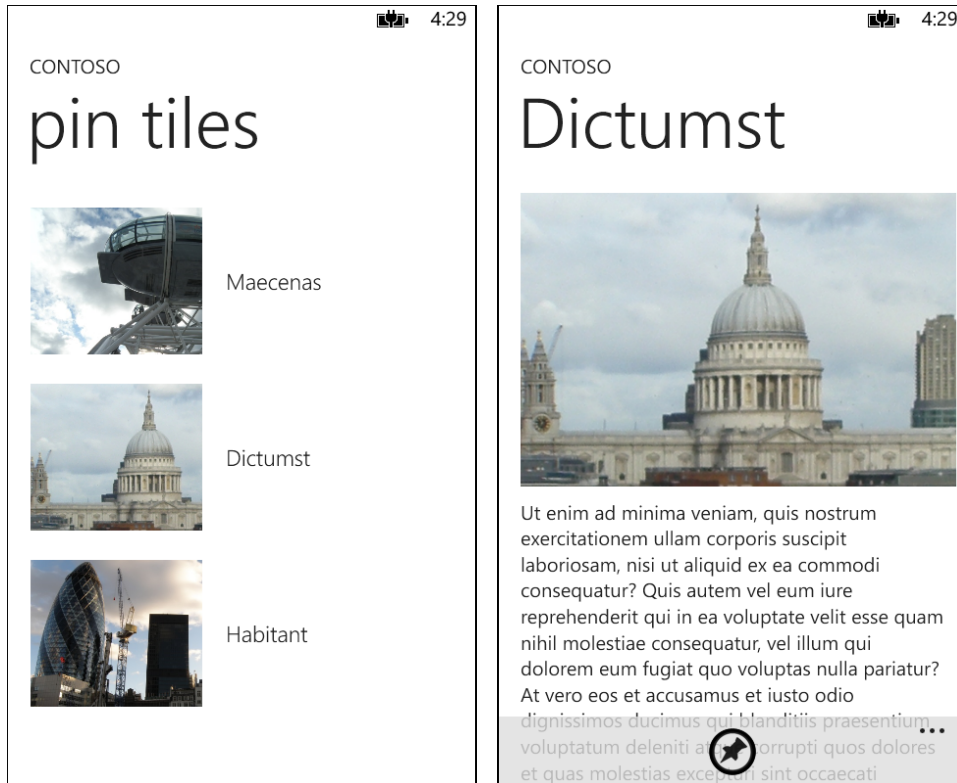 4:29
CONTOSO
pin tiles
Maecenas
Dictumst
Habitant
4:29
CONTOSO
Dictumst
Ut enim ad minima veniam, quis nostrum
exercitationem ullam corporis suscipit
laboriosam, nisi ut aliquid ex ea commodi
consequatur? Quis autem vel eum iure
reprehenderit qui in ea voluptate velit esse quam
nihil molestiae consequatur, vel illum qui
dolorem eum fugiat quo voluptas nulla pariatur?
At vero eos et accusamus et iusto odio
dignissimos ducimus qui blanditiis praesentium
voluptatum deleniti corrupti quos dolores
et quas molestias excepturi sint occaecati